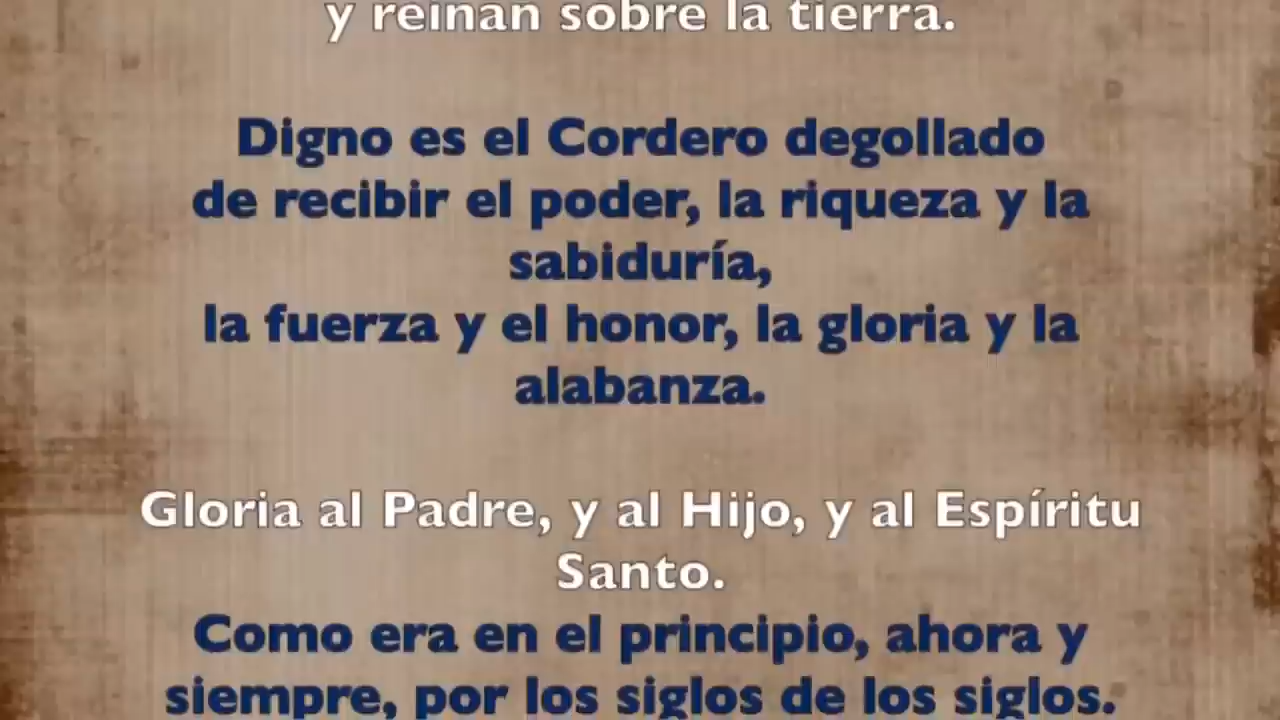 y reinan sobre la tierra.
Digno es el Cordero degollado
de recibir el poder, la riqueza y la
sabiduría,
la fuerza y el honor, la gloria y la
alabanza.
Gloria al Padre, y al Hijo, y al Espíritu
Santo.
Como era en el principio, ahora y
siempre, por los siglos de los siglos.